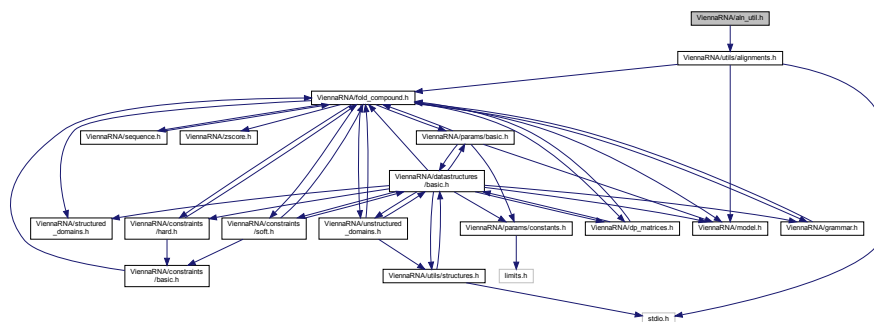 ViennaRNA/aln_util.h
ViennaRNA/utils/alignments.h
ViennaRNA/fold_compound.h
ViennaRNA/sequence.h
ViennaRNA/zscore.h
ViennaRNA/params/basic.h
ViennaRNA/datastructures
/basic.h
ViennaRNA/structured
_domains.h
ViennaRNA/constraints
/hard.h
ViennaRNA/constraints
/soft.h
ViennaRNA/unstructured
_domains.h
ViennaRNA/params/constants.h
ViennaRNA/dp_matrices.h
ViennaRNA/model.h
ViennaRNA/grammar.h
ViennaRNA/constraints
/basic.h
ViennaRNA/utils/structures.h
limits.h
stdio.h